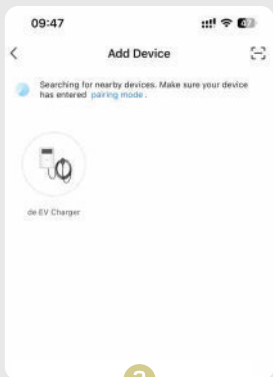 09:47
Add Device
Searching for nearby devices. Make sure your device
has entered pairing mode.
de EV Charger